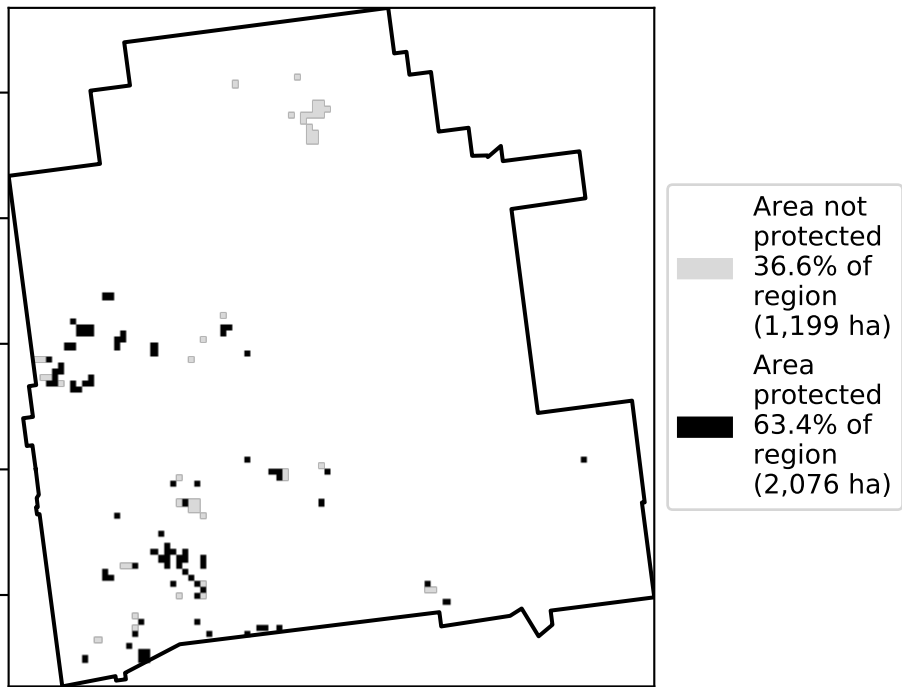 Area not
protected
36.6% of
region
(1,199 ha)
Area
protected
63.4% of
region
(2,076 ha)